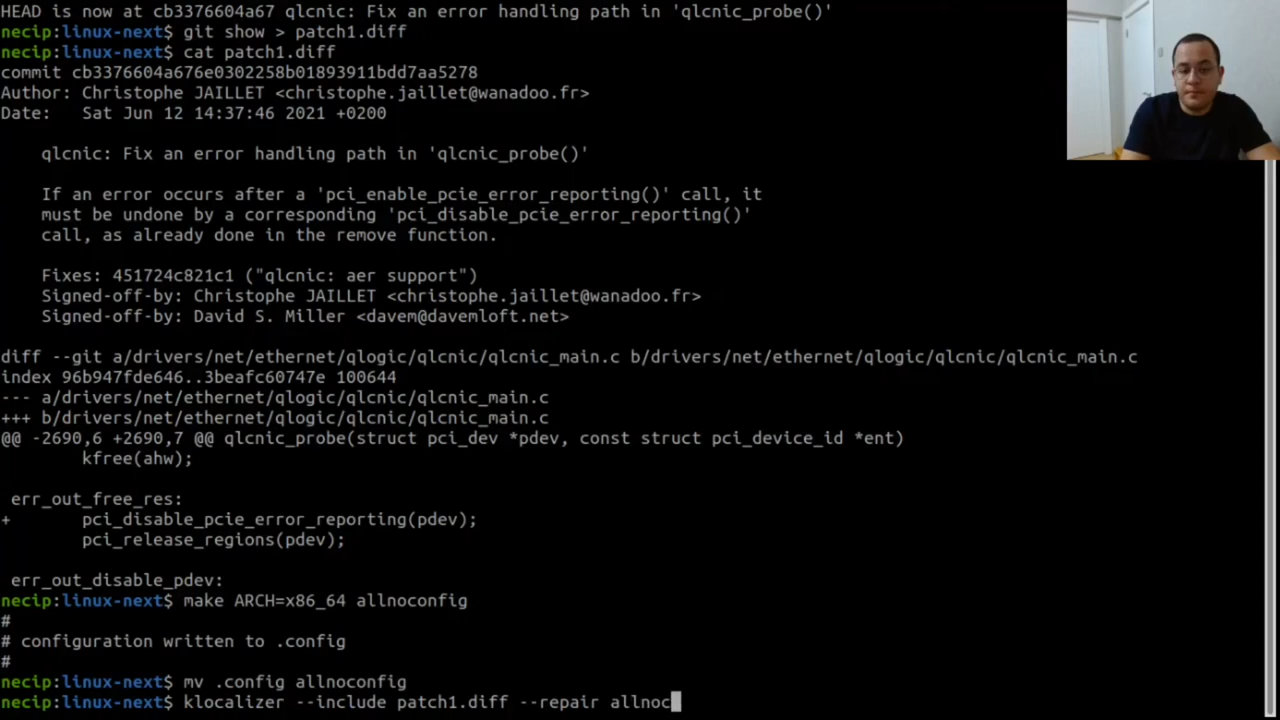 HEAD is now at cb3376604a67 qlcnic: Fix an error handling path in 'qlcnic_probe()'
necip:linux-next$ git show > patch1.diff
necip:linux-next$ cat patch1.diff
commit cb3376604a676e0302258b01893911bdd7aa5278
Author: Christophe JAILLET <christophe.jaillet@wanadoo.fr>
Date:   Sat Jun 12 14:37:46 2021 +0200
    qlcnic: Fix an error handling path in 'qlcnic_probe()'
    If an error occurs after a 'pci_enable_pcie_error_reporting()' call, it
    must be undone by a corresponding 'pci_disable_pcie_error_reporting()'
    call, as already done in the remove function.
    Fixes: 451724c821c1 ("qlcnic: aer support")
    Signed-off-by: Christophe JAILLET <christophe.jaillet@wanadoo.fr>
    Signed-off-by: David S. Miller <davem@davemloft.net>
diff --git a/drivers/net/ethernet/qlogic/qlcnic/qlcnic_main.c b/drivers/net/ethernet/qlogic/qlcnic/qlcnic_main.c
index 96b947fde646..3beafc60747e 100644
--- a/drivers/net/ethernet/qlogic/qlcnic/qlcnic_main.c
+++ b/drivers/net/ethernet/qlogic/qlcnic/qlcnic_main.c
@@ -2690,6 +2690,7 @@ qlcnic_probe(struct pci_dev *pdev, const struct pci_device_id *ent)
        kfree(ahw);
 err_out_free_res:
+       pci_disable_pcie_error_reporting(pdev);
        pci_release_regions(pdev);
 err_out_disable_pdev:
necip:linux-next$ make ARCH=x86_64 allnoconfig
#
# configuration written to .config
#
necip:linux-next$ mv .config allnoconfig
necip:linux-next$ klocalizer --include patch1.diff --repair allnoc